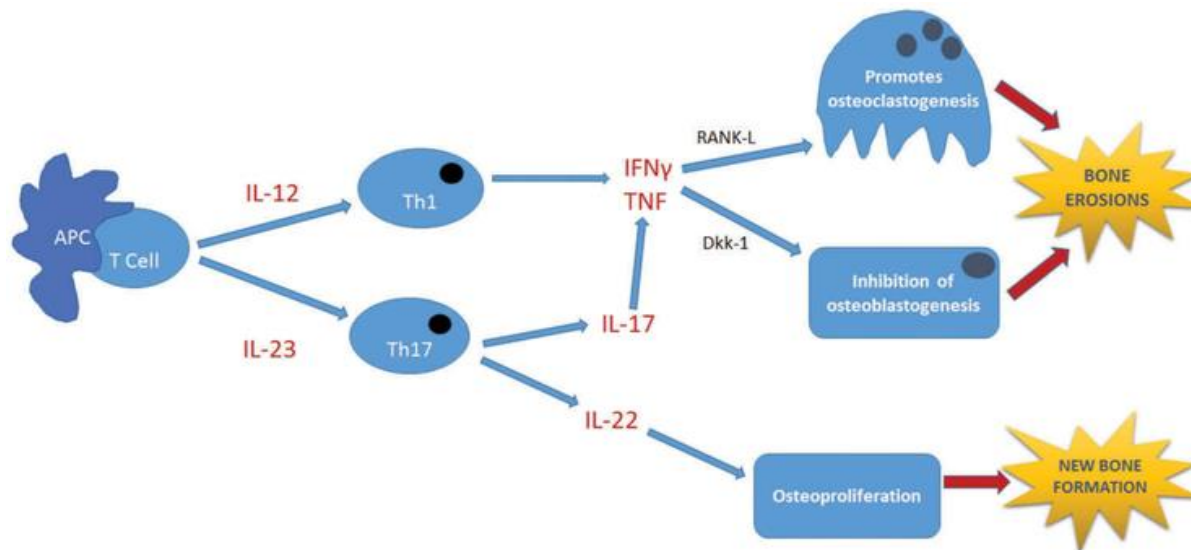 APC
T Cell
IL-12
IL-23
Th1
Th17
IFNγ
TNF
IL-17
IL-22
RANK-L
Dkk-1
Promotes
osteoclastogenesis
Inhibition of
osteoblastogenesis
BONE
EROSIONS
Osteoproliferation
NEW BONE
FORMATION